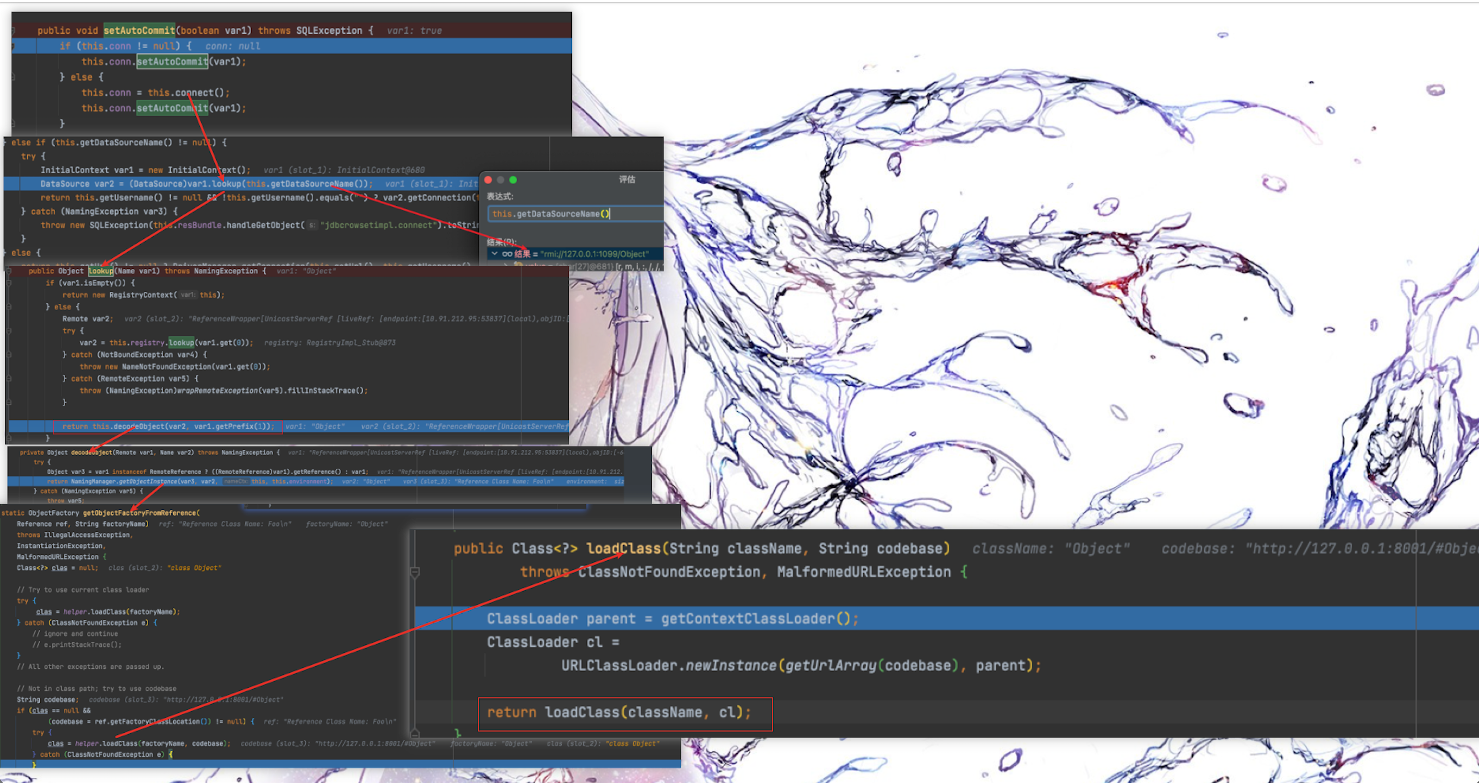 public void setAutoCommit(boolean var1) throws SQLException {   var1: true
if (this.conn != null) {   conn: null
this.conn.setAutoCommit(var1);
} else {
this.conn = this.connect();
this.conn.setAutoCommit(var1);
}
} else if (this.getDataSourceName() != null) {
try {
InitialContext var1 = new InitialContext();   var1 (slot_1): InitialContext@680
DataSource var2 = (DataSource)var1.lookup(this.getDataSourceName());   var1 (slot_1): Init
return this.getUsername() != null && !this.getUsername().equals("") ? var2.getConnection(
} catch (NamingException var3) {
throw new SQLException(this.resBundle.handleGetObject( "jdbcrowsetimpl.connect").toString
}
} else {
评估
表达式:
this.getDataSourceName()
结果(R):
结果 = "rmi://127.0.0.1:1099/Object"
public Object lookup(Name var1) throws NamingException {   var1: "Object"
if (var1.isEmpty()) {
return new RegistryContext( var1: this);
} else {
Remote var2;   var2 (slot_2): "ReferenceWrapper[UnicastServerRef [liveRef: [endpoint:[10.91.212.95:53837](local),objID:[
try {
var2 = this.registry.lookup(var1.get(0));   registry: RegistryImpl_Stub@873
} catch (NotBoundException var4) {
throw new NameNotFoundException(var1.get(0));
} catch (RemoteException var5) {
throw (NamingException)wrapRemoteException(var5).fillInStackTrace();
}
return this.decodeObject(var2, var1.getPrefix(1));   var1: "Object"   var2 (slot_2): "ReferenceWrapper[UnicastServerRef
}
private Object decodeObject(Remote var1, Name var2) throws NamingException {   var1: "ReferenceWrapper[UnicastServerRef [liveRef: [endpoint:[10.91.212.95:53837](local),objID:[
try {
Object var3 = var1 instanceof RemoteReference ? ((RemoteReference)var1).getReference() : var1;   var1: "ReferenceWrapper[UnicastServerRef [liveRef: [endpoint:[10.91.212
return NamingManager.getObjectInstance(var3, var2, this, this.environment);   var2: "Object"   var3 (slot_3): "Reference Class Name: Foo\n"   environment:
} catch (NamingException var5) {
throw var5;
static ObjectFactory getObjectFactoryFromReference(
Reference ref, String factoryName)   ref: "Reference Class Name: Foo\n"   factoryName: "Object"
throws IllegalAccessException,
InstantiationException,
MalformedURLException {
Class<?> clas = null;   clas (slot_2): "class Object"
// Try to use current class loader
try {
clas = helper.loadClass(factoryName);
} catch (ClassNotFoundException e) {
// ignore and continue
// e.printStackTrace();
}
// All other exceptions are passed up.
// Not in class path; try to use codebase
String codebase;   codebase (slot_3): "http://127.0.0.1:8001/#Object"
if (clas == null &&
(codebase = ref.getFactoryClassLocation()) != null) {   ref: "Reference Class Name: Foo\n"
try {
clas = helper.loadClass(factoryName, codebase);   codebase (slot_3): "http://127.0.0.1:8001/#Object"   factoryName: "Object"   clas (slot_2): "class Object"
} catch (ClassNotFoundException e) {
}
public Class<?> loadClass(String className, String codebase)   className: "Object"   codebase: "http://127.0.0.1:8001/#Obje
throws ClassNotFoundException, MalformedURLException {
ClassLoader parent = getContextClassLoader();
ClassLoader cl =
URLClassLoader.newInstance(getUrlArray(codebase), parent);
return loadClass(className, cl);
}